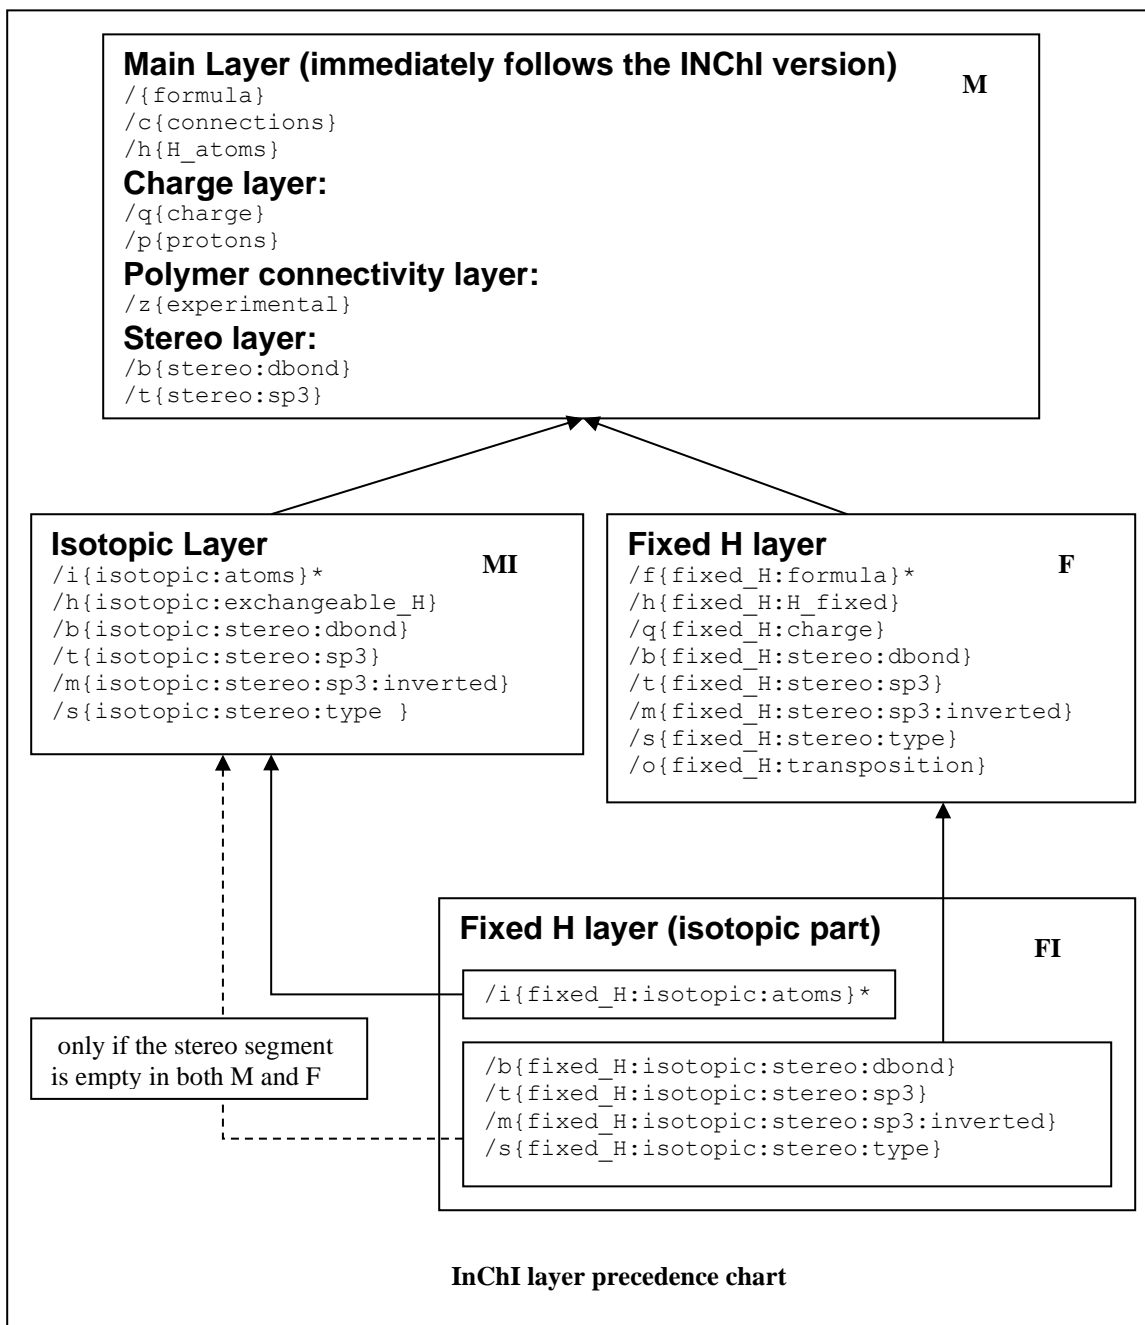 Main Layer (immediately follows the INChI version)
M
/{formula}
/c{connections}
/h{H_atoms}
Charge layer:
/q{charge}
/p{protons}
Polymer connectivity layer:
/z{experimental}
Stereo layer:
/b{stereo:dbond}
/t{stereo:sp3}
Isotopic Layer
MI
/i{isotopic:atoms}*
/h{isotopic:exchangeable_H}
/b{isotopic:stereo:dbond}
/t{isotopic:stereo:sp3}
/m{isotopic:stereo:sp3:inverted}
/s{isotopic:stereo:type }
Fixed H layer
F
/f{fixed_H:formula}*
/h{fixed_H:H_fixed}
/q{fixed_H:charge}
/b{fixed_H:stereo:dbond}
/t{fixed_H:stereo:sp3}
/m{fixed_H:stereo:sp3:inverted}
/s{fixed_H:stereo:type}
/o{fixed_H:transposition}
Fixed H layer (isotopic part)
FI
/i{fixed_H:isotopic:atoms}*
only if the stereo segment
is empty in both M and F
/b{fixed_H:isotopic:stereo:dbond}
/t{fixed_H:isotopic:stereo:sp3}
/m{fixed_H:isotopic:stereo:sp3:inverted}
/s{fixed_H:isotopic:stereo:type}
InChI layer precedence chart